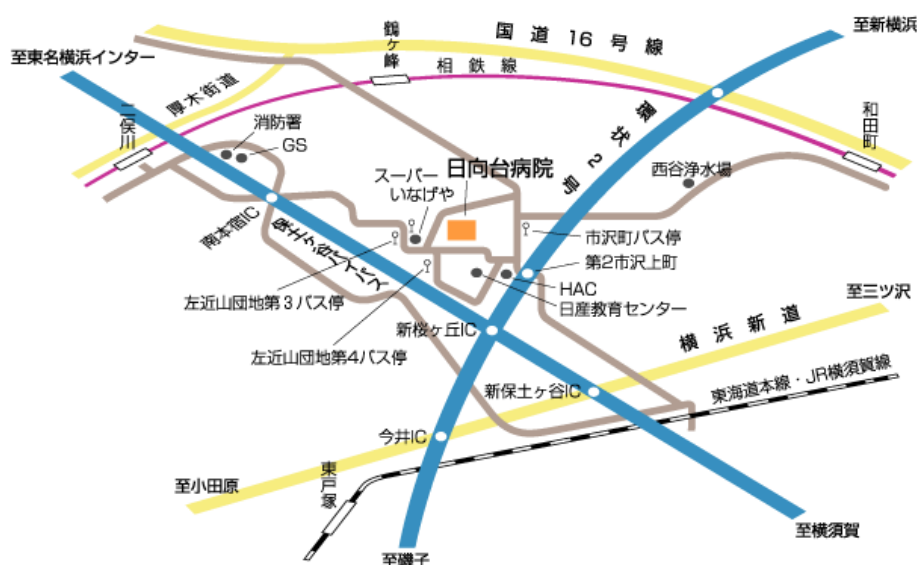 国道16号線
至新横浜
鶴ヶ峰
至東名横浜インター
相鉄線
厚木街道
環状2号
和田町
二俣川
消防署
GS
スーパー
いなげや
日向台病院
西谷浄水場
南本宿IC
保土ヶ谷バイパス
市沢町バス停
第2市沢上町
HAC
日産教育センター
左近山団地第3バス停
至三ツ沢
横浜新道
新桜ヶ丘IC
左近山団地第4バス停
東海道本線・JR横須賀線
新保土ヶ谷IC
今井IC
東戸塚
至小田原
至横須賀
至磯子